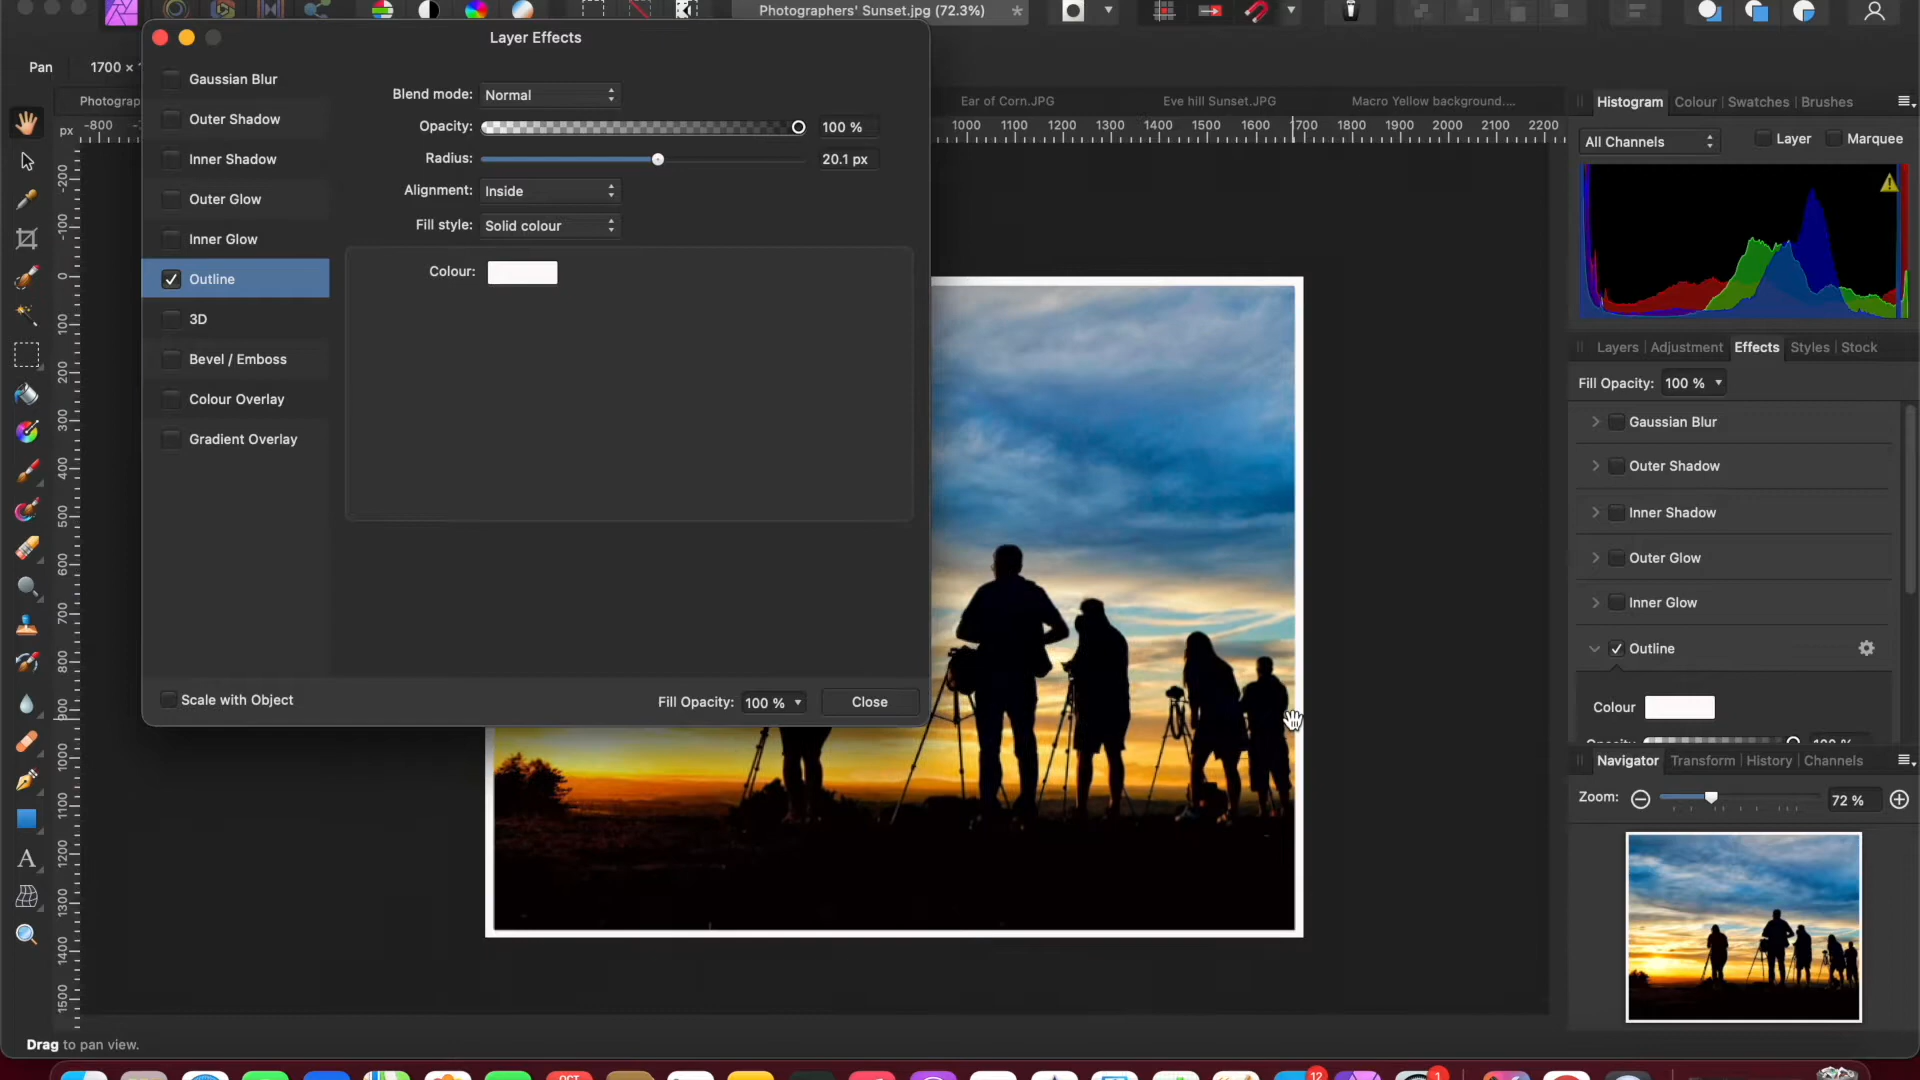 Photographers' Sunset.jpg (72.3%)
*
Layer Effects
Pan
1700 ×
Photograp
Ear of Corn.JPG
Eve hill Sunset.JPG
Macro Yellow background....
px
-800
1000 1100 1200 1300 1400 1500 1600 1700 1800 1900 2000 2100 2200
-200
-100
0
100
200
300
400
500
600
700
800
900
1000
1100
1200
1300
1400
1500
Gaussian Blur
Outer Shadow
Inner Shadow
Outer Glow
Inner Glow
Outline
3D
Bevel / Emboss
Colour Overlay
Gradient Overlay
Blend mode: Normal
Opacity: 100 %
Radius: 20.1 px
Alignment: Inside
Fill style: Solid colour
Colour:
Scale with Object
Fill Opacity: 100 %
Close
Histogram Colour Swatches Brushes
All Channels
Layer
Marquee
Layers Adjustment Effects Styles Stock
Fill Opacity: 100 %
Gaussian Blur
Outer Shadow
Inner Shadow
Outer Glow
Inner Glow
Outline
Colour
Opacity 100 %
Navigator Transform History Channels
Zoom: 72 %
A
Drag to pan view.
OCT
12
1